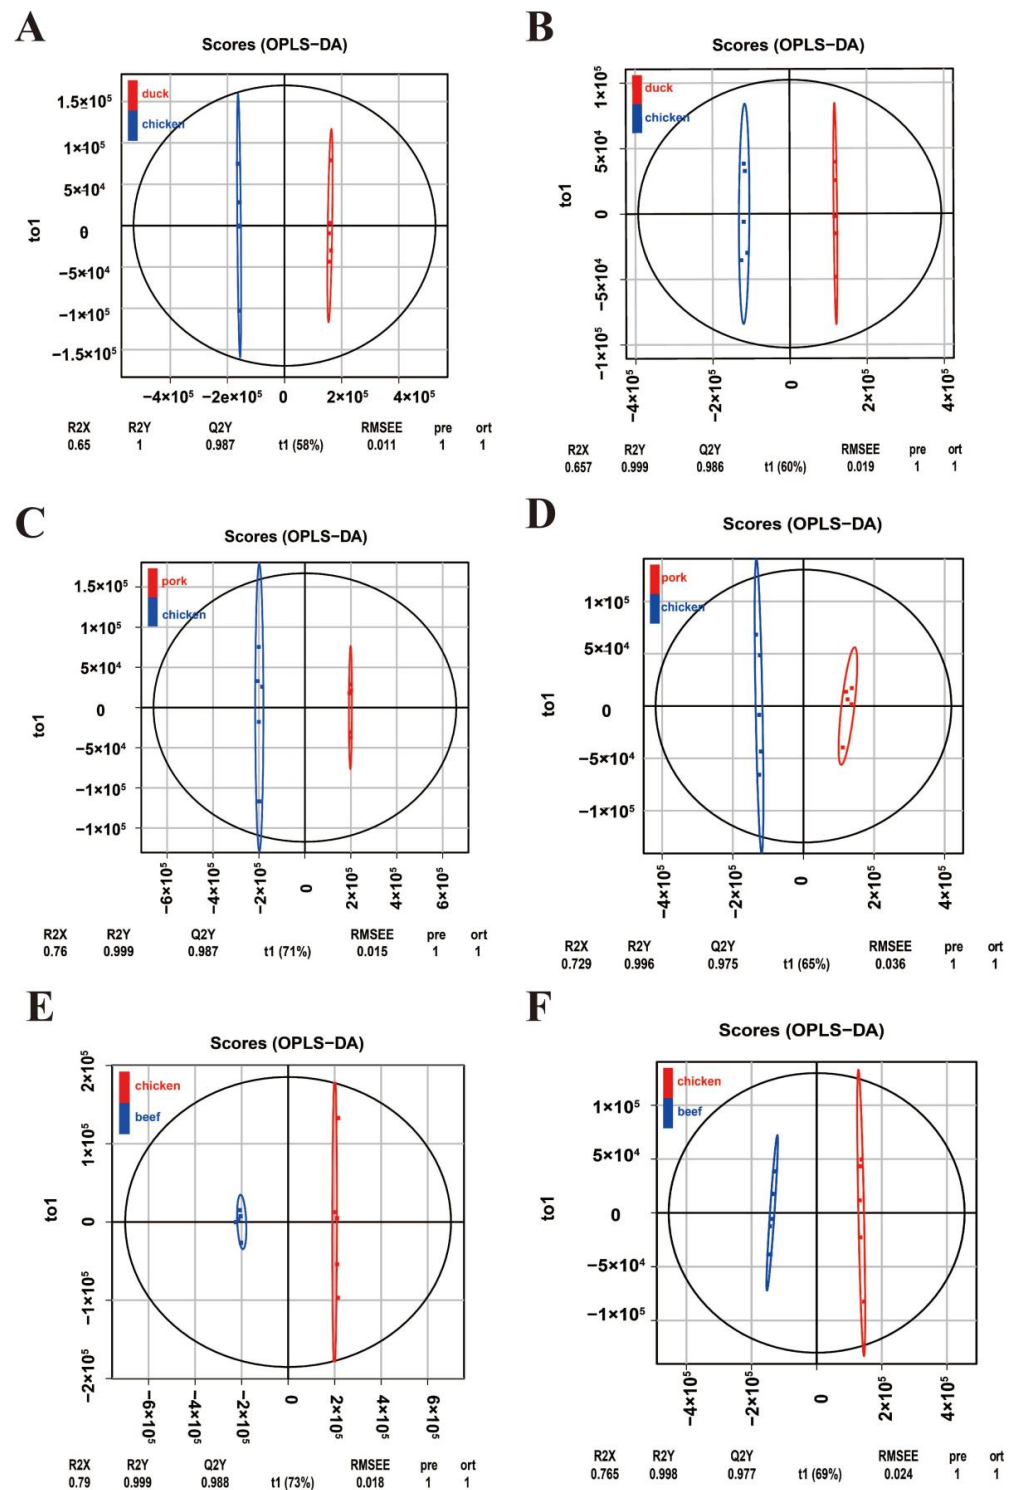 A
Scores (OPLS−DA)
duck
chicken
1.5×10⁵
1×10⁵
5×10⁴
0
−5×10⁴
−1×10⁵
−1.5×10⁵
to1
−4×10⁵ −2e×10⁵ 0 2×10⁵ 4×10⁵
R2X R2Y Q2Y RMSEE pre ort
0.65 1 0.987 t1 (58%) 0.011 1 1
B
Scores (OPLS−DA)
duck
chicken
1×10⁵
5×10⁴
0
−5×10⁴
−1×10⁵
to1
−4×10⁵ −2×10⁵ 0 2×10⁵ 4×10⁵
R2X R2Y Q2Y RMSEE pre ort
0.657 0.999 0.986 t1 (60%) 0.019 1 1
C
Scores (OPLS−DA)
pork
chicken
1.5×10⁵
1×10⁵
5×10⁴
0
−5×10⁴
−1×10⁵
−1×10⁵
to1
−6×10⁵ −4×10⁵ −2×10⁵ 0 2×10⁵ 4×10⁵ 6×10⁵
R2X R2Y Q2Y RMSEE pre ort
0.76 0.999 0.987 t1 (71%) 0.015 1 1
D
Scores (OPLS−DA)
pork
chicken
1×10⁵
5×10⁴
0
−5×10⁴
−1×10⁵
to1
−4×10⁵ −2×10⁵ 0 2×10⁵ 4×10⁵
R2X R2Y Q2Y RMSEE pre ort
0.729 0.996 0.975 t1 (65%) 0.036 1 1
E
Scores (OPLS−DA)
chicken
beef
2×10⁵
1×10⁵
0
−1×10⁵
−2×10⁵
to1
−6×10⁵ −4×10⁵ −2×10⁵ 0 2×10⁵ 4×10⁵ 6×10⁵
R2X R2Y Q2Y RMSEE pre ort
0.79 0.999 0.988 t1 (73%) 0.018 1 1
F
Scores (OPLS−DA)
chicken
beef
1×10⁵
5×10⁴
0
−5×10⁴
−1×10⁵
to1
−4×10⁵ −2×10⁵ 0 2×10⁵ 4×10⁵
R2X R2Y Q2Y RMSEE pre ort
0.765 0.998 0.977 t1 (69%) 0.024 1 1